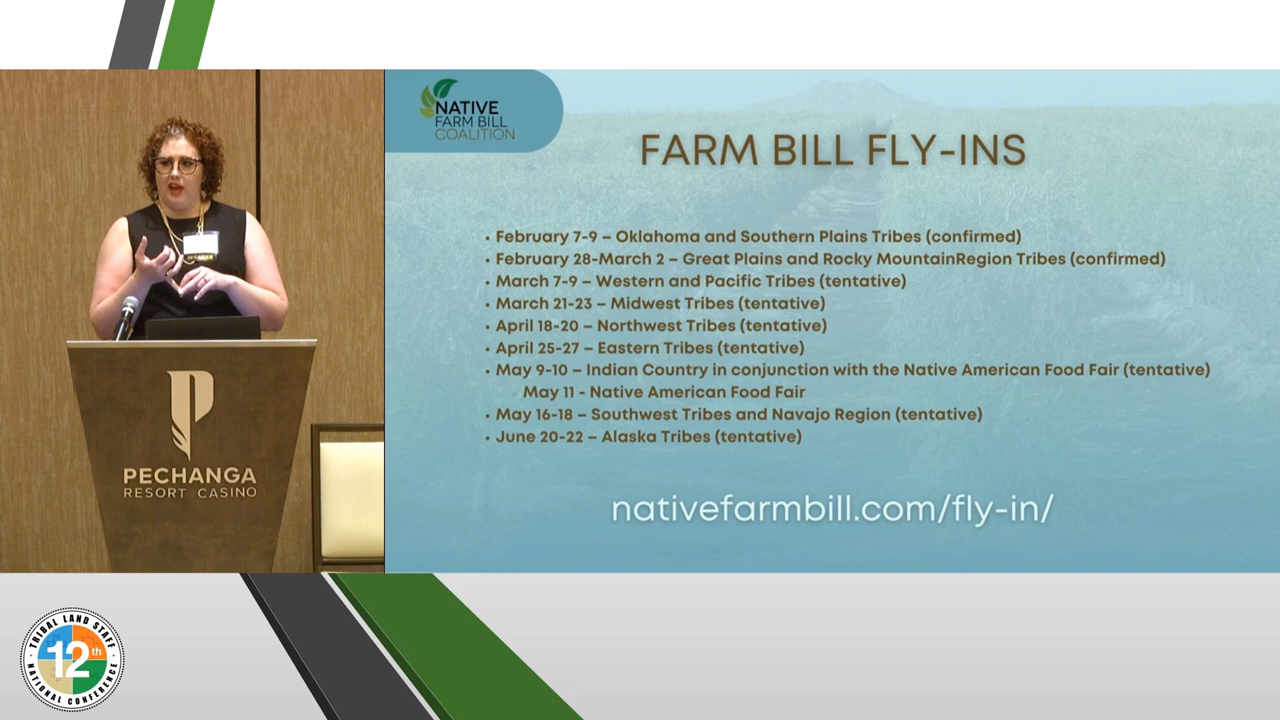 NATIVE
FARM BILL
COALITION
FARM BILL FLY-INS
• February 7-9 – Oklahoma and Southern Plains Tribes (confirmed)
• February 28-March 2 – Great Plains and Rocky MountainRegion Tribes (confirmed)
• March 7-9 – Western and Pacific Tribes (tentative)
• March 21-23 – Midwest Tribes (tentative)
• April 18-20 – Northwest Tribes (tentative)
• April 25-27 – Eastern Tribes (tentative)
• May 9-10 – Indian Country in conjunction with the Native American Food Fair (tentative)
◦ May 11 - Native American Food Fair
• May 16-18 – Southwest Tribes and Navajo Region (tentative)
• June 20-22 – Alaska Tribes (tentative)
nativefarmbill.com/fly-in/
PECHANGA
RESORT CASINO
TRIBAL LAND STAFF
12th
NATIONAL CONFERENCE